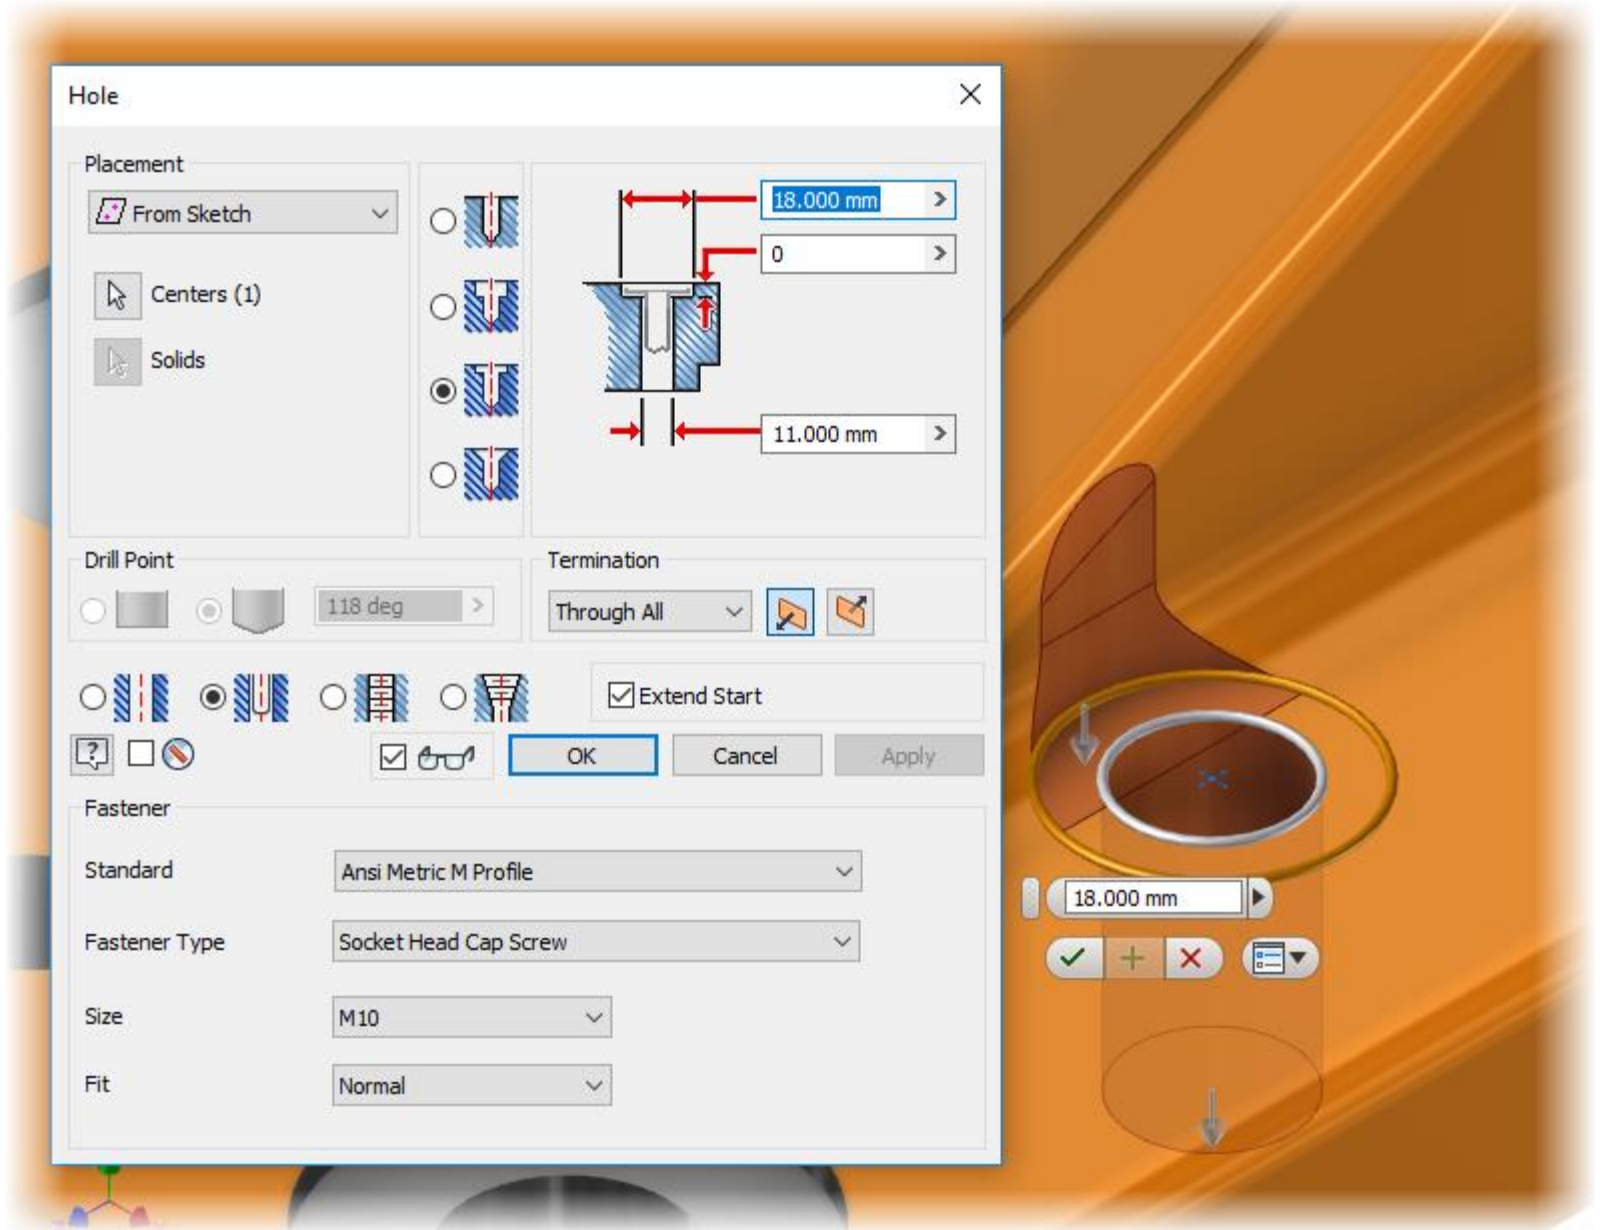 Hole
Placement
From Sketch
Centers (1)
Solids
18.000 mm
0
11.000 mm
Drill Point
118 deg
Termination
Through All
Extend Start
?
OK
Cancel
Apply
Fastener
Standard
Ansi Metric M Profile
Fastener Type
Socket Head Cap Screw
Size
M10
Fit
Normal
18.000 mm